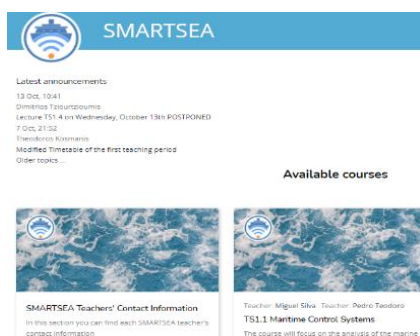 SMARTSEA
Latest announcements
13 Oct, 10:41
Dimitrios Tziourtzioumis
Lecture TS1.4 on Wednesday, October 13th POSTPONED
7 Oct, 21:52
Theodoros Kosmanis
Modified Timetable of the first teaching period
Older topics ...
Available courses
SMARTSEA Teachers' Contact Information
In this section you can find each SMARTSEA teacher's
contact information
Teacher: Miguel Silva Teacher: Pedro Teodoro
TS1.1 Maritime Control Systems
The course will focus on the analysis of the marine